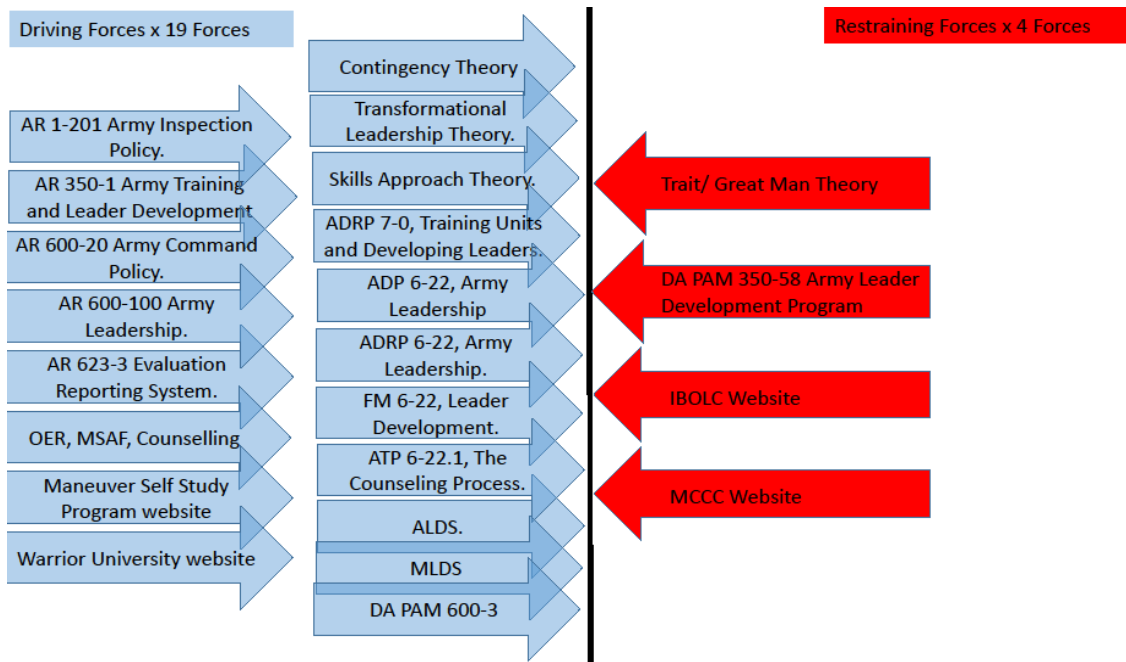 Driving Forces x 19 Forces
AR 1-201 Army Inspection
Policy.
AR 350-1 Army Training
and Leader Development
AR 600-20 Army Command
Policy.
AR 600-100 Army
Leadership.
AR 623-3 Evaluation
Reporting System.
OER, MSAF, Counselling
Maneuver Self Study
Program website
Warrior University website
Contingency Theory
Transformational
Leadership Theory.
Skills Approach Theory.
ADRP 7-0, Training Units
and Developing Leaders.
ADP 6-22, Army
Leadership
ADRP 6-22, Army
Leadership.
FM 6-22, Leader
Development.
ATP 6-22.1, The
Counseling Process.
ALDS.
MLDS
DA PAM 600-3
Restraining Forces x 4 Forces
Trait/ Great Man Theory
DA PAM 350-58 Army Leader
Development Program
IBOLC Website
MCCC Website